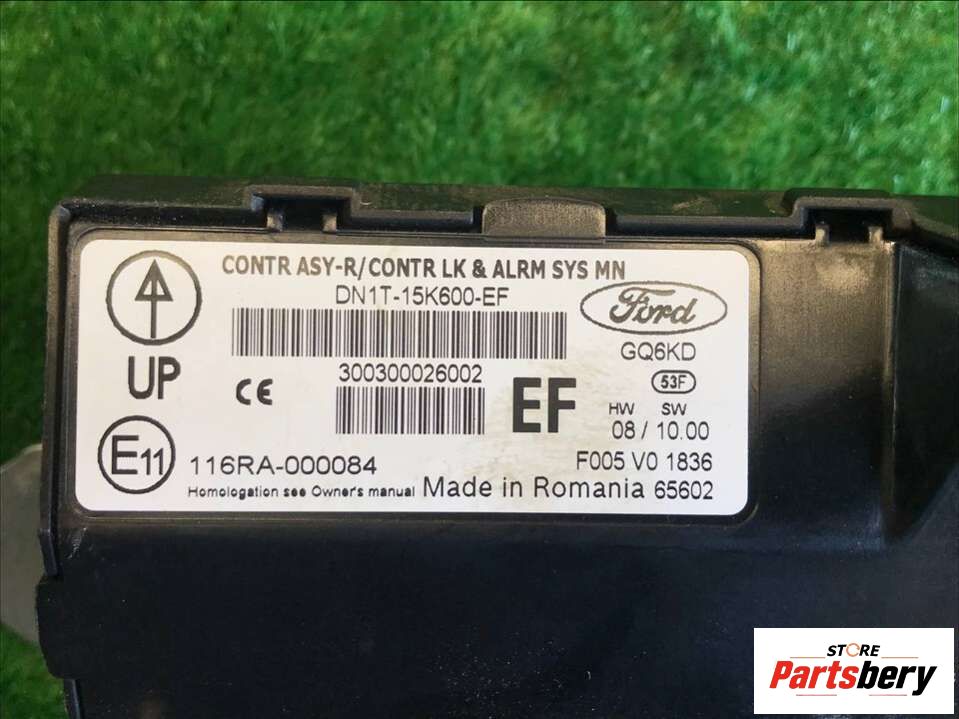 CONTR ASY-R/CONTR LK & ALRM SYS MN
DN1T-15K600-EF
Ford
GQ6KD
UP
CE
300300026002
EF
53F
HW SW
08 / 10.00
E11
116RA-000084
F005 V0 1836
Homologation see Owner's manual Made in Romania 65602
STORE
Partsbery